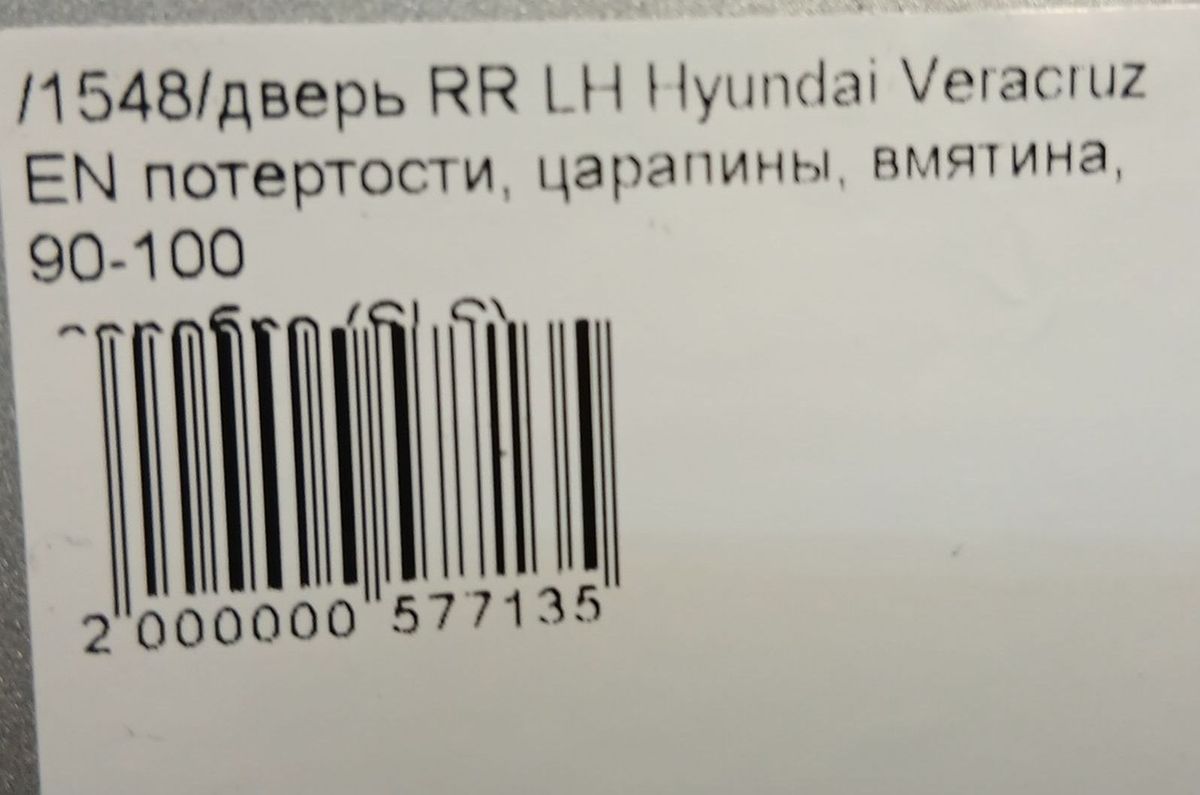 /1548/дверь RR LH Hyundai Veracruz
EN потертости, царапины, вмятина,
90-100
2 000000 577135